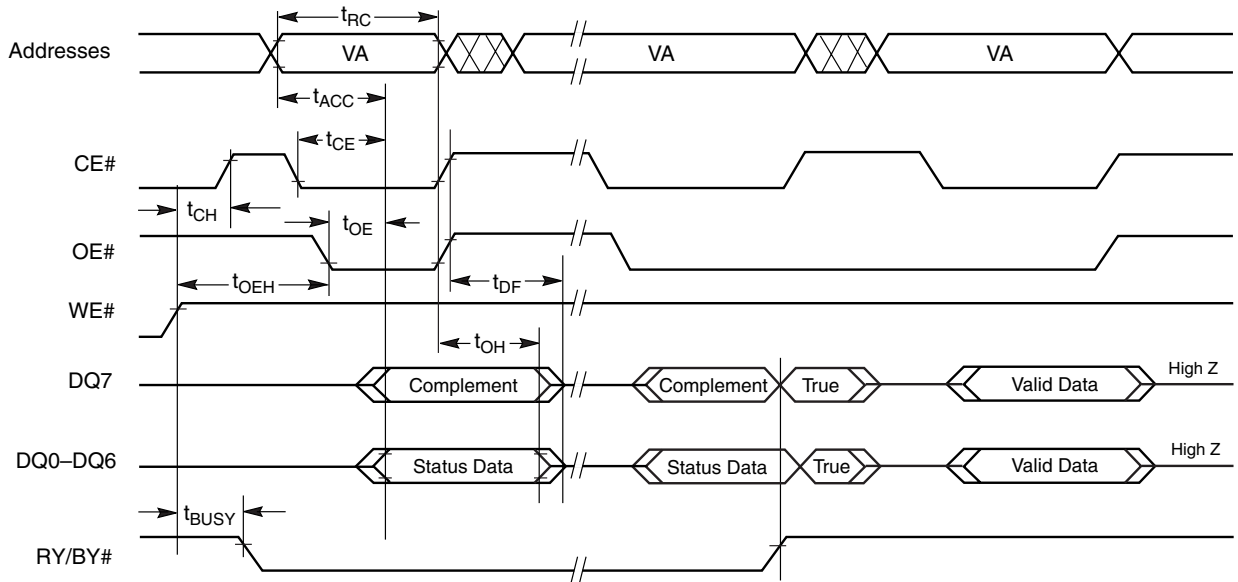 tRC
Addresses VA VA VA
tACC
tCE
CE#
tCH tOE
OE#
tOEH tDF
WE#
tOH
DQ7 Complement Complement True Valid Data High Z
DQ0–DQ6 Status Data Status Data True Valid Data High Z
tBUSY
RY/BY#